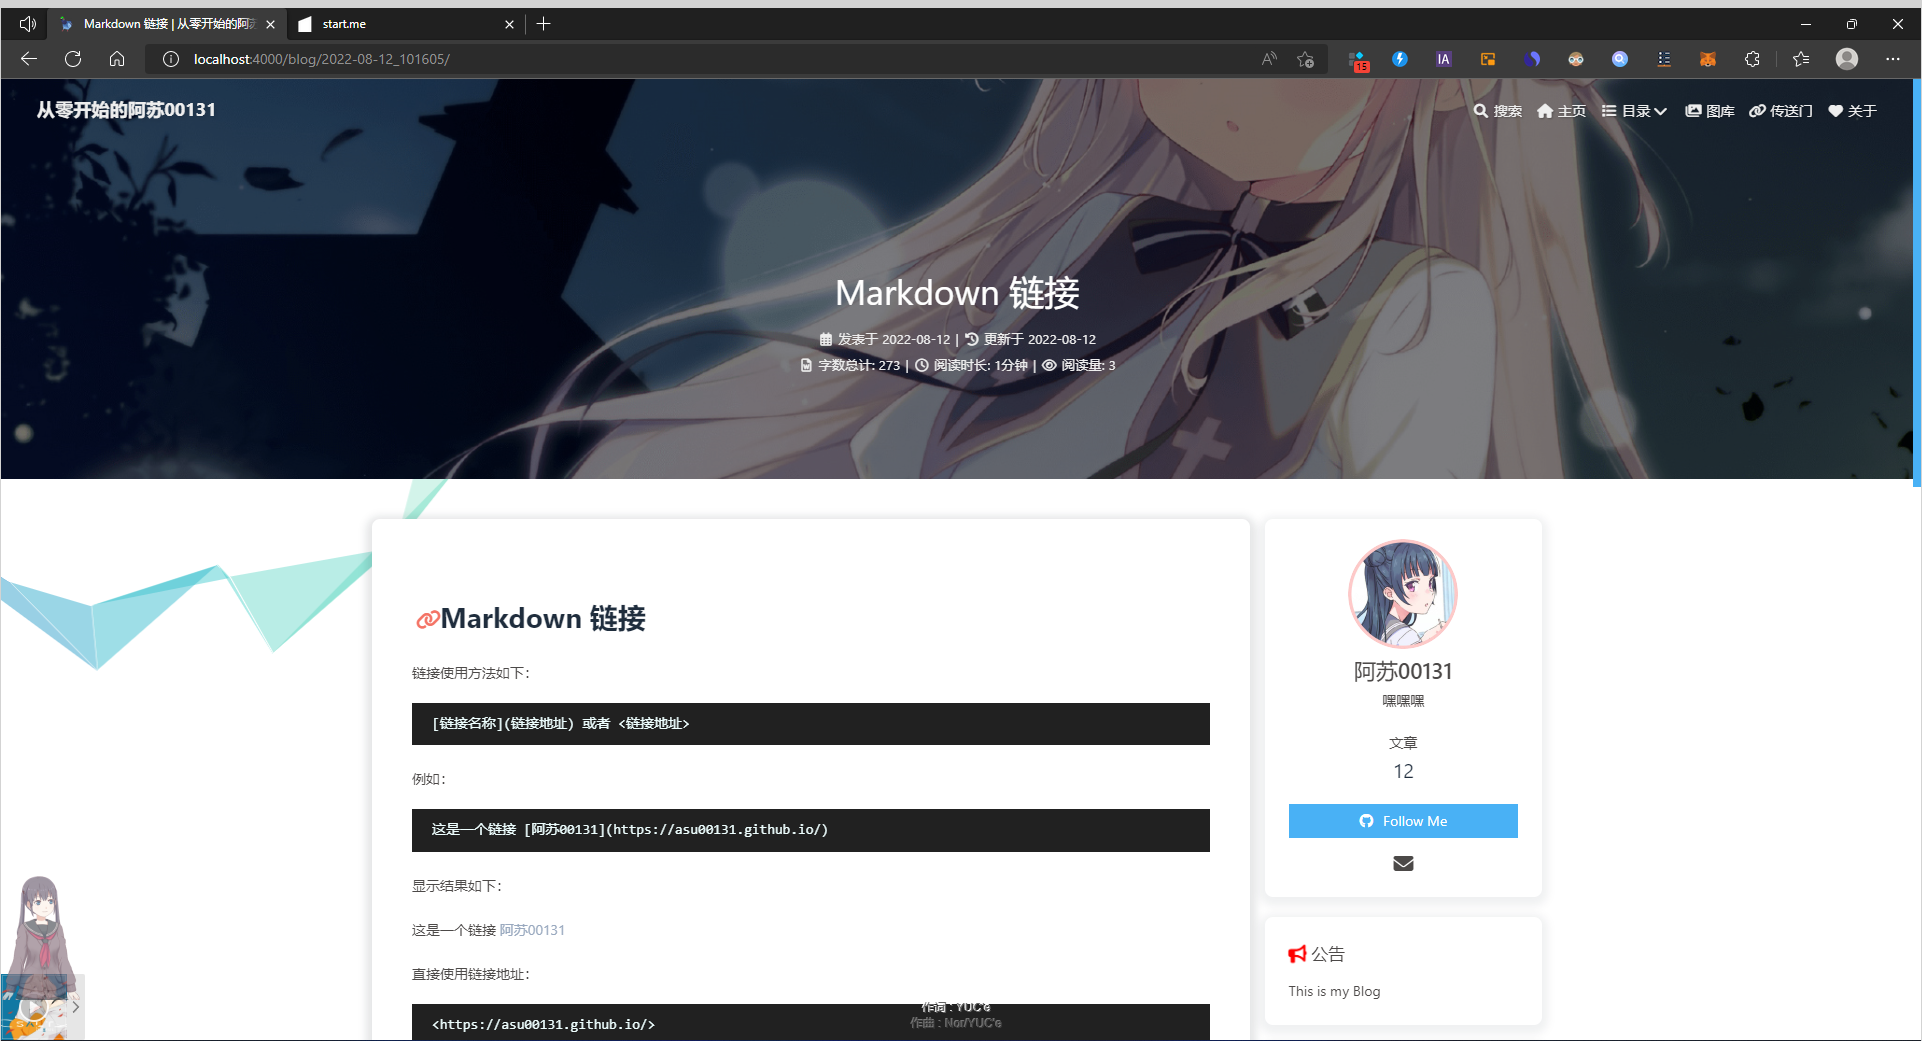 Markdown 链接 | 从零开始的阿苏
start.me
localhost:4000/blog/2022-08-12_101605/
15
IA
从零开始的阿苏00131
搜索 主页 目录 图库 传送门 关于
Markdown 链接
发表于 2022-08-12 | 更新于 2022-08-12
字数总计: 273 | 阅读时长: 1分钟 | 阅读量: 3
Markdown 链接
链接使用方法如下：
[链接名称](链接地址) 或者 <链接地址>
例如：
这是一个链接 [阿苏00131](https://asu00131.github.io/)
显示结果如下：
这是一个链接 阿苏00131
直接使用链接地址：
<https://asu00131.github.io/>
阿苏00131
嘿嘿嘿
文章
12
Follow Me
公告
This is my Blog
作词 : YUC'e
作曲 : Nor/YUC'e